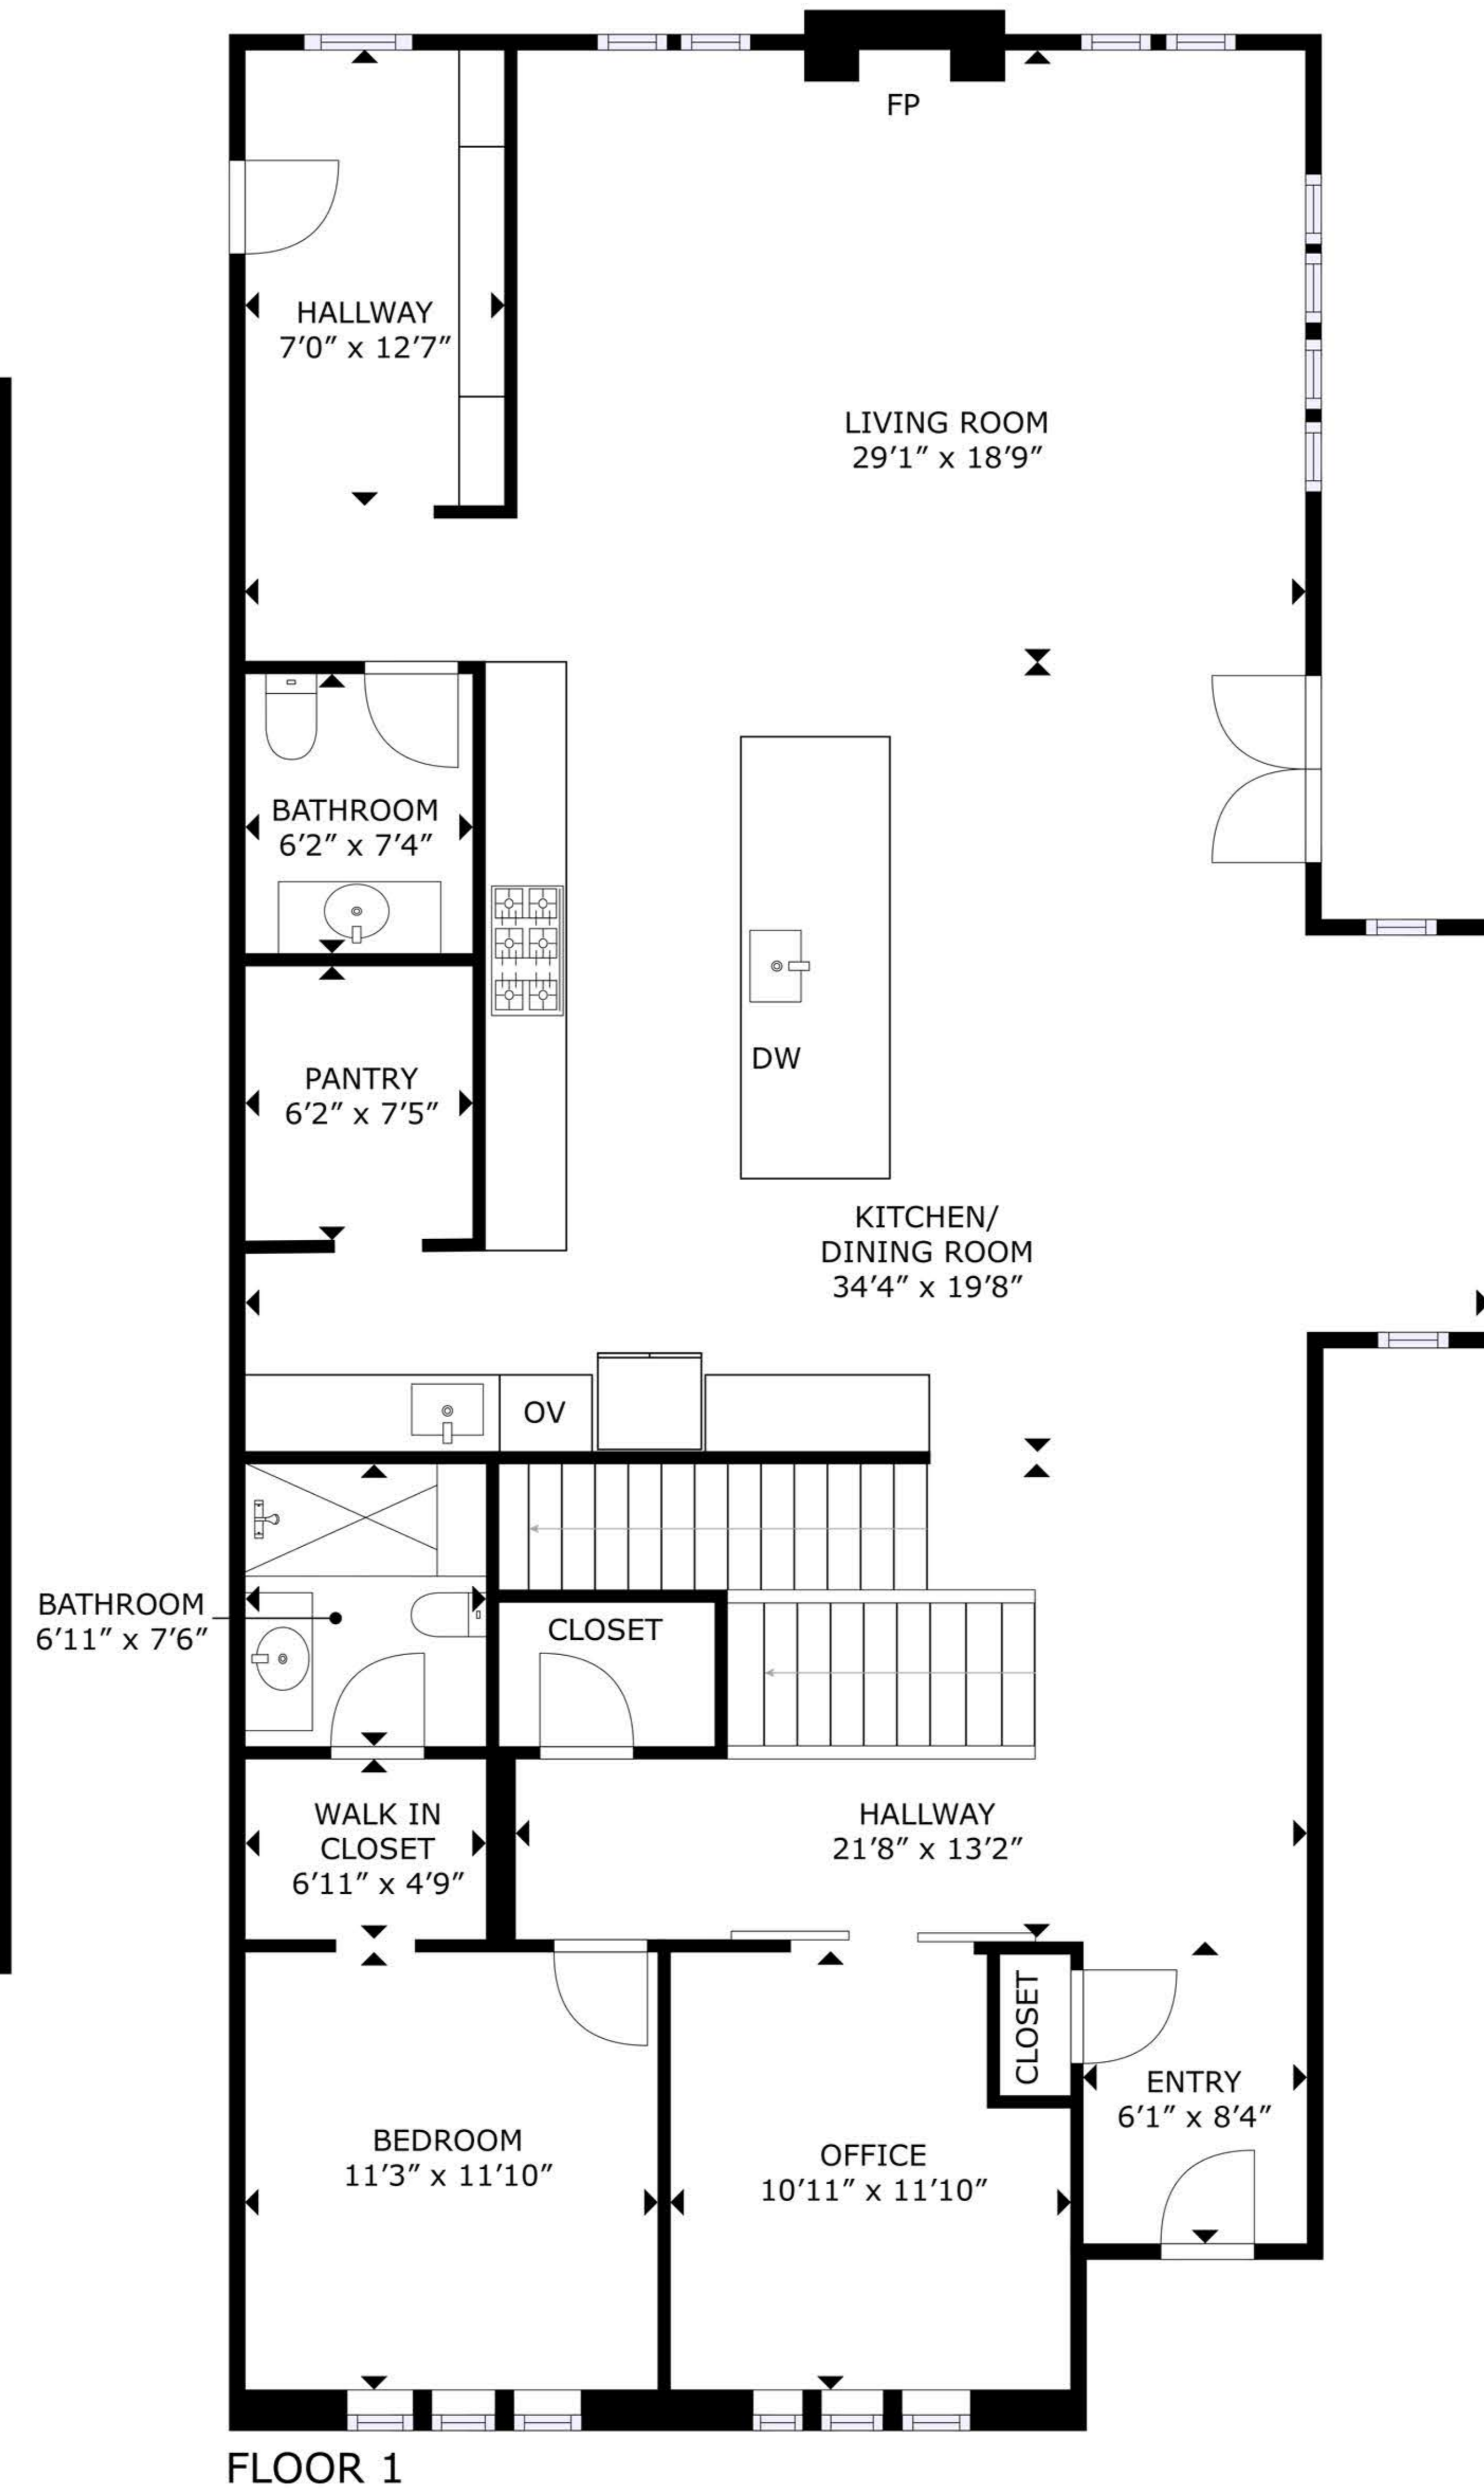 FP
HALLWAY
7'0" x 12'7"
LIVING ROOM
29'1" x 18'9"
BATHROOM
6'2" x 7'4"
PANTRY
6'2" x 7'5"
DW
KITCHEN/
DINING ROOM
34'4" x 19'8"
OV
BATHROOM
6'11" x 7'6"
CLOSET
WALK IN
CLOSET
6'11" x 4'9"
HALLWAY
21'8" x 13'2"
CLOSET
ENTRY
6'1" x 8'4"
BEDROOM
11'3" x 11'10"
OFFICE
10'11" x 11'10"
FLOOR 1